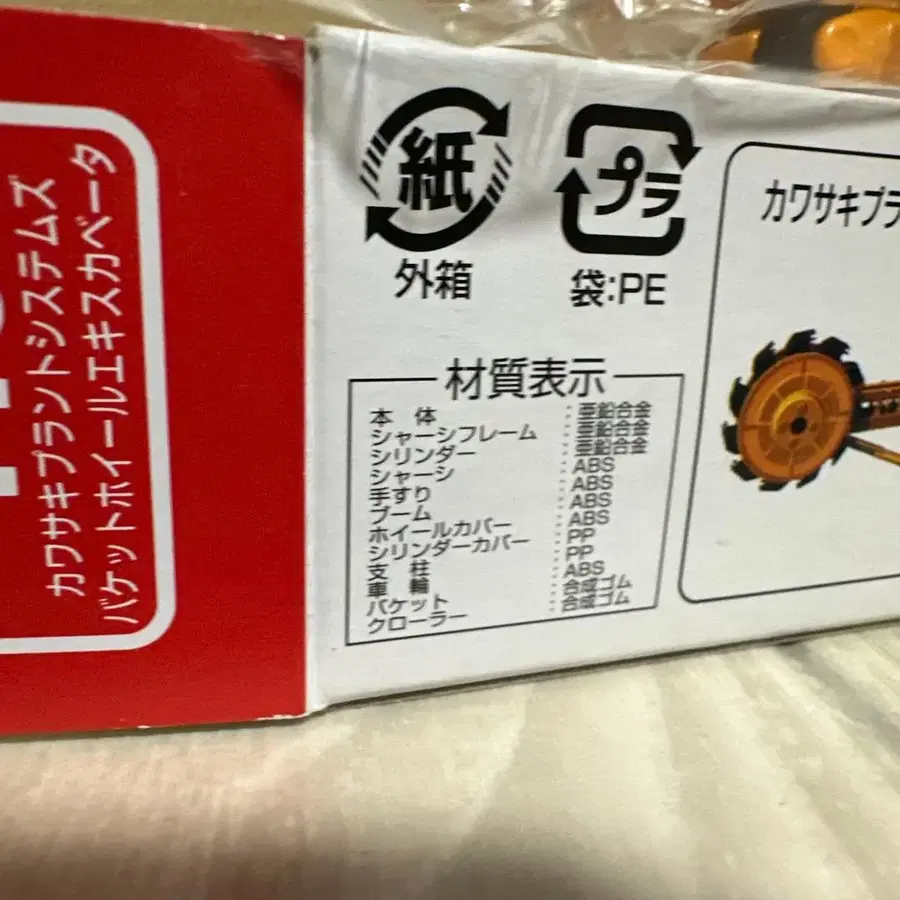 カワサキプラントシステムズ
バケットホイールエキスカベータ
紙
外箱
プラ
袋:PE
材質表示
本体 : 亜鉛合金
シャーシフレーム : 亜鉛合金
シリンダー : 亜鉛合金
シャーシ : ABS
手すり : ABS
ブーム : ABS
ホイールカバー : ABS
シリンダーカバー : PP
支柱 : PP
車輪 : ABS
バケット : 合成ゴム
クローラー : 合成ゴム
カワサキプラ